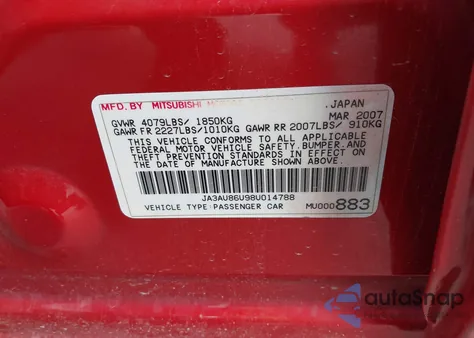 MFD.BY MITSUBISHI JAPAN
GVWR 4079LBS/ 1850KG MAR 2007
GAWR FR 2227LBS/1010KG GAWR RR 2007LBS/ 910KG
THIS VEHICLE CONFORMS TO ALL APPLICABLE
FEDERAL MOTOR VEHICLE SAFETY,BUMPER,AND
THEFT PREVENTION STANDARDS IN EFFECT ON
THE DATE OF MANUFACTURE SHOWN ABOVE.
JA3AU86U98U014788
VEHICLE TYPE:PASSENGER CAR MU000883
autoSnap